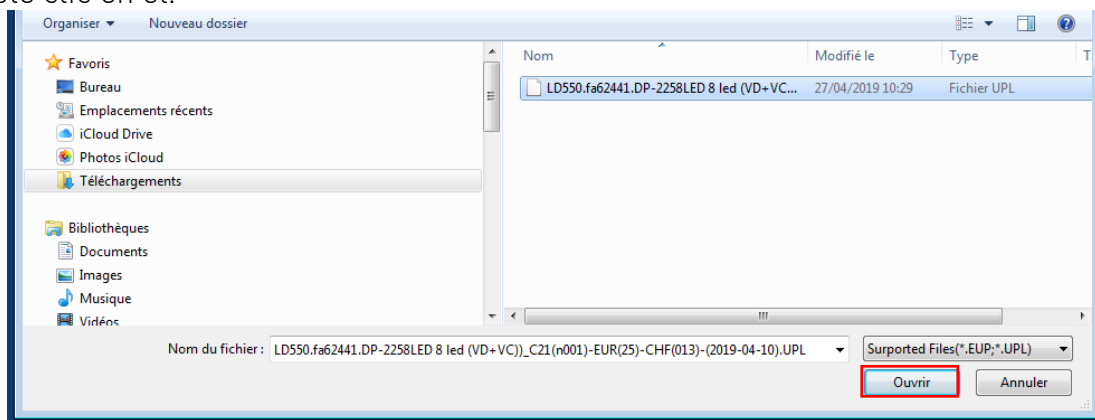 Organiser Nouveau dossier
Nom Modifié le Type T
Favoris
Bureau
Emplacements récents
iCloud Drive
Photos iCloud
Téléchargements
LD550.fa62441.DP-2258LED 8 led (VD+VC... 27/04/2019 10:29 Fichier UPL
Bibliothèques
Documents
Images
Musique
Vidéos
Nom du fichier : LD550.fa62441.DP-2258LED 8 led (VD+VC))_C21(n001)-EUR(25)-CHF(013)-(2019-04-10).UPL Surported Files(*.EUP;*.UPL)
Ouvrir Annuler